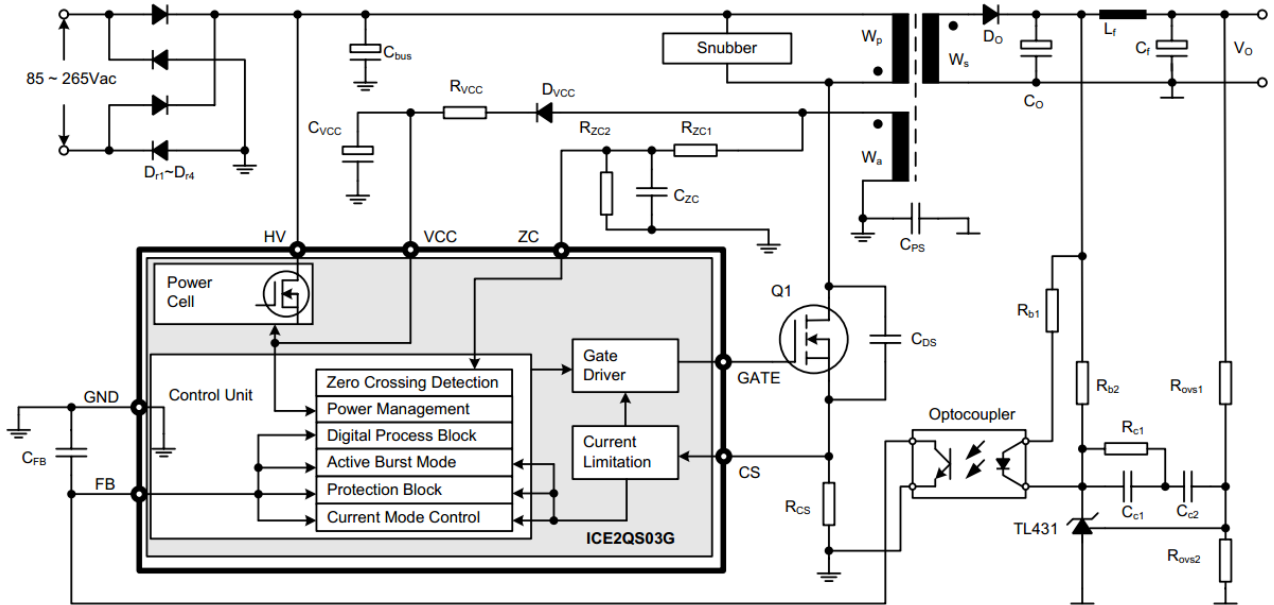 85 ~ 265Vac
Dr1~Dr4
Cbus
Snubber
Wp
Ws
DO
Lf
Cf
VO
CO
RVCC
DVCC
CVCC
RZC2
RZC1
CZC
Wa
CPS
HV
VCC
ZC
Power
Cell
Q1
CDS
Rb1
GATE
Gate
Driver
Control Unit
Zero Crossing Detection
Power Management
Digital Process Block
Active Burst Mode
Protection Block
Current Mode Control
Current
Limitation
GND
CFB
FB
CS
RCS
ICE2QS03G
Optocoupler
Rb2
Rovs1
Rc1
Cc1
Cc2
TL431
Rovs2